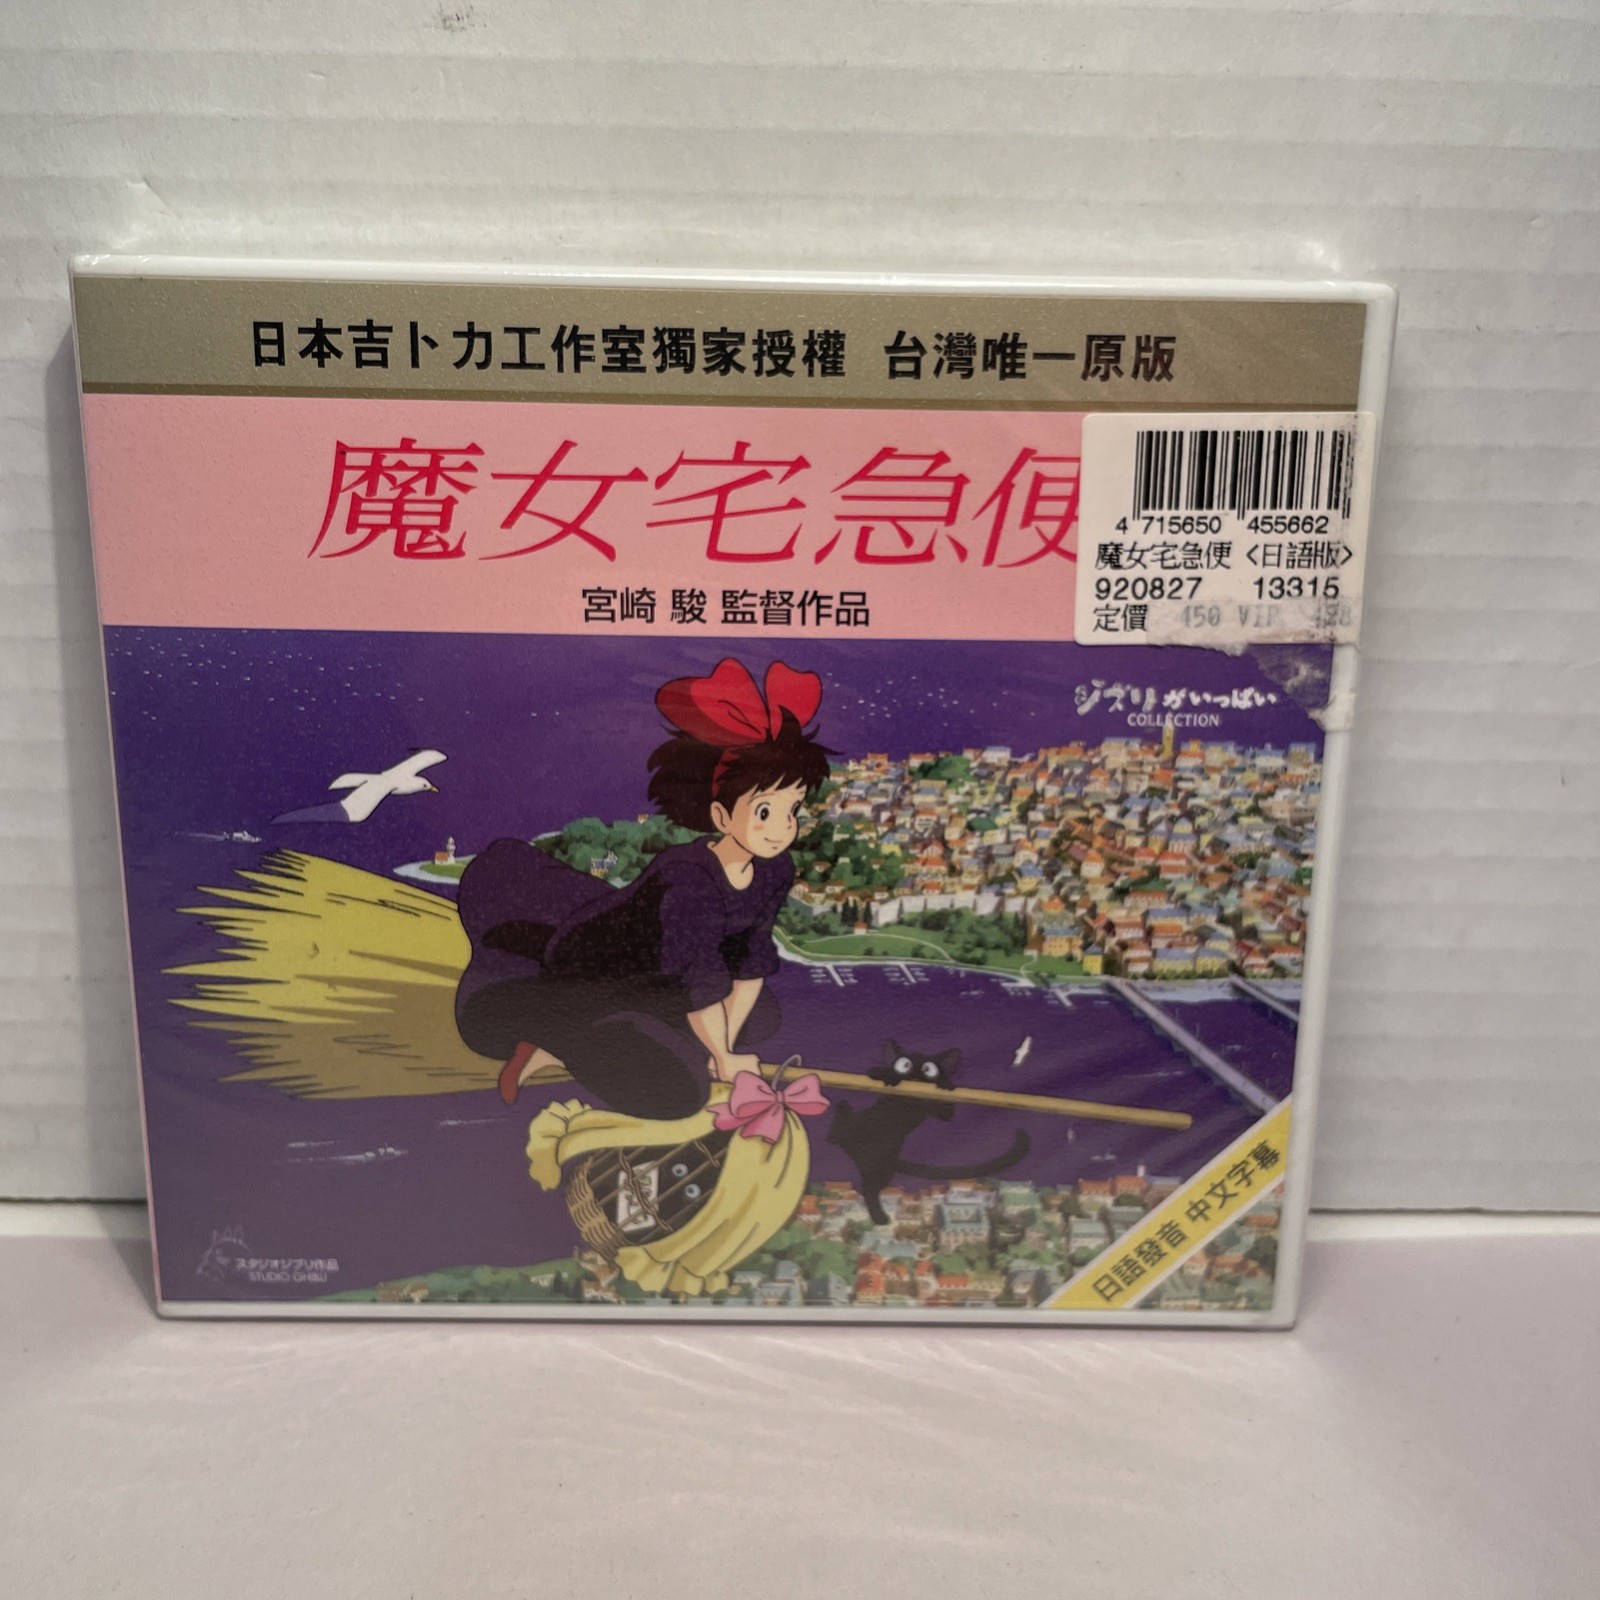 日本吉卜力工作室獨家授權 台灣唯一原版
魔女宅急便
宮崎 駿 監督作品
4 715650 455662
魔女宅急便 <日語版>
920827 13315
定價 450 VIP
ジブリがいっぱい
COLLECTION
スタジオジブリ作品
STUDIO GHIBLI
日語發音 中文字幕